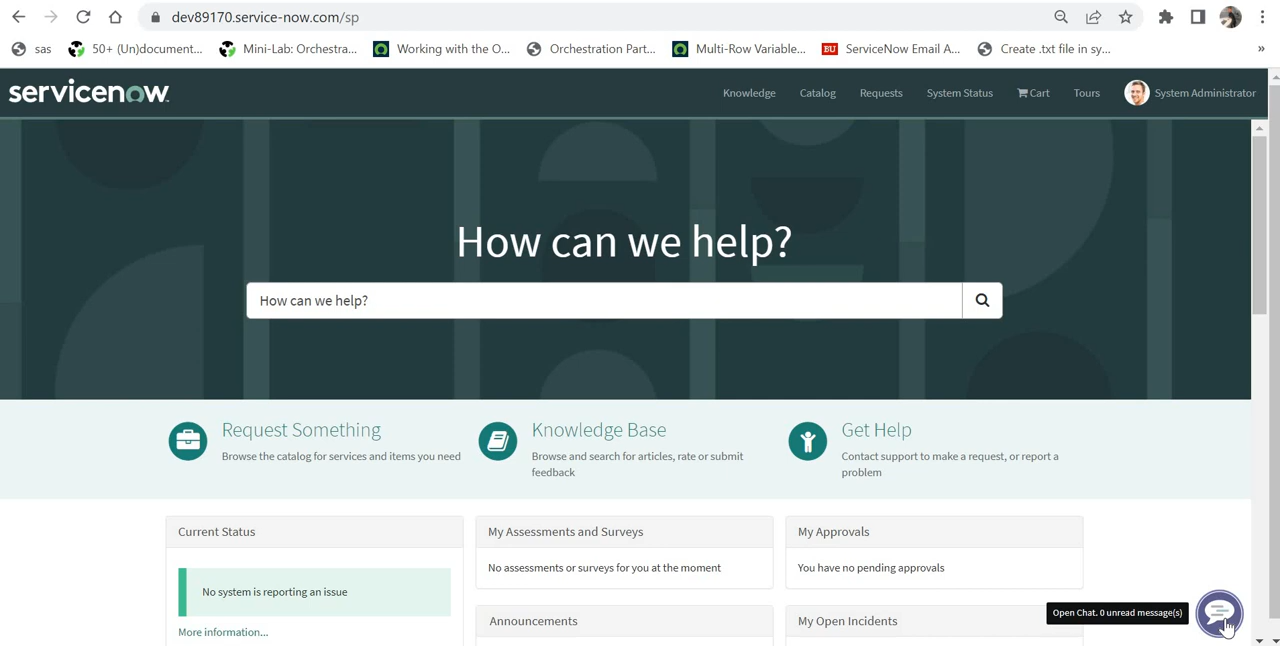 dev89170.service-now.com/sp
sas 50+ (Un)document... Mini-Lab: Orchestra... Working with the O... Orchestration Part... Multi-Row Variable... BU ServiceNow Email A... Create .txt file in sy... »
servicenow Knowledge Catalog Requests System Status Cart Tours System Administrator
How can we help?
How can we help?
Request Something
Browse the catalog for services and items you need
Knowledge Base
Browse and search for articles, rate or submit
feedback
Get Help
Contact support to make a request, or report a
problem
Current Status
No system is reporting an issue
More information...
My Assessments and Surveys
No assessments or surveys for you at the moment
Announcements
My Approvals
You have no pending approvals
My Open Incidents
Open Chat. 0 unread message(s)